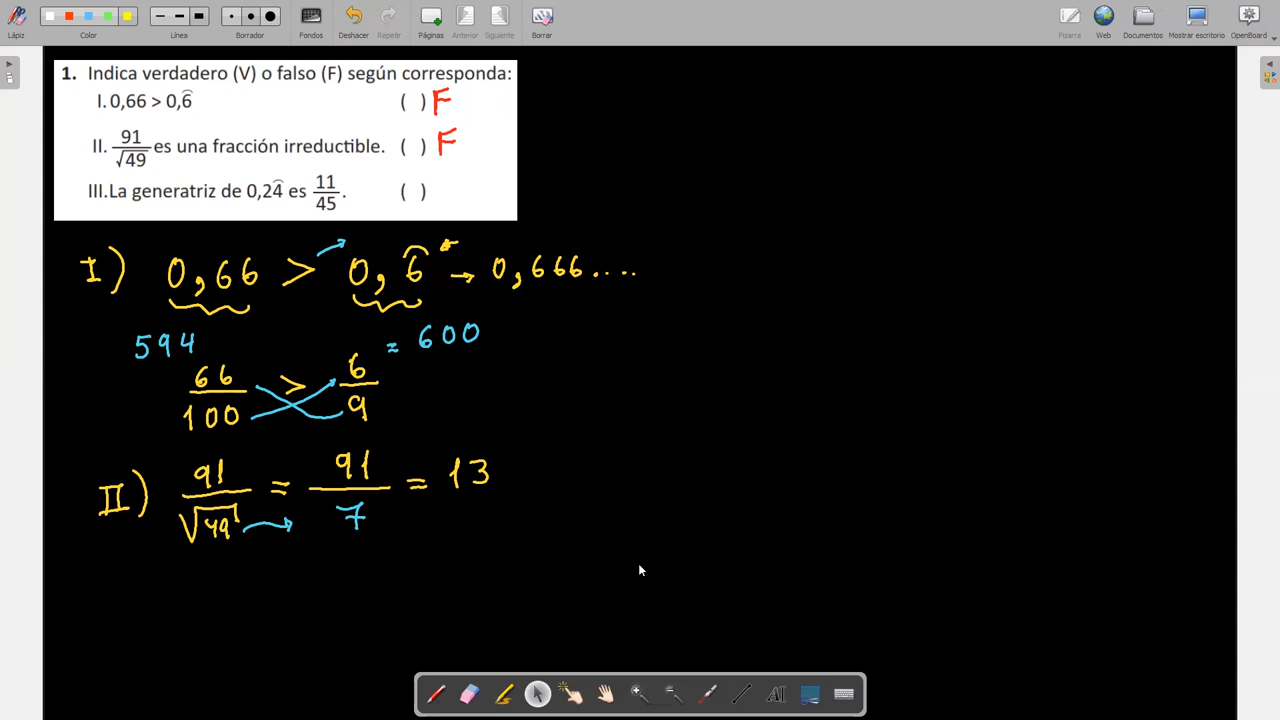 Lápiz Color Línea Borrador Fondos Deshacer Repetir Páginas Anterior Siguiente Borrar Pizarra Web Documentos Mostrar escritorio OpenBoard
1. Indica verdadero (V) o falso (F) según corresponda:
I. 0,66 > 0,6̑ ( ) F
II. 91/√49 es una fracción irreductible. ( ) F
III. La generatriz de 0,24̑ es 11/45. ( )
I) 0,66 > 0,6̑ → 0,666....
594 = 600
66/100 > 6/9
II) 91/√49 = 91/7 = 13
AI